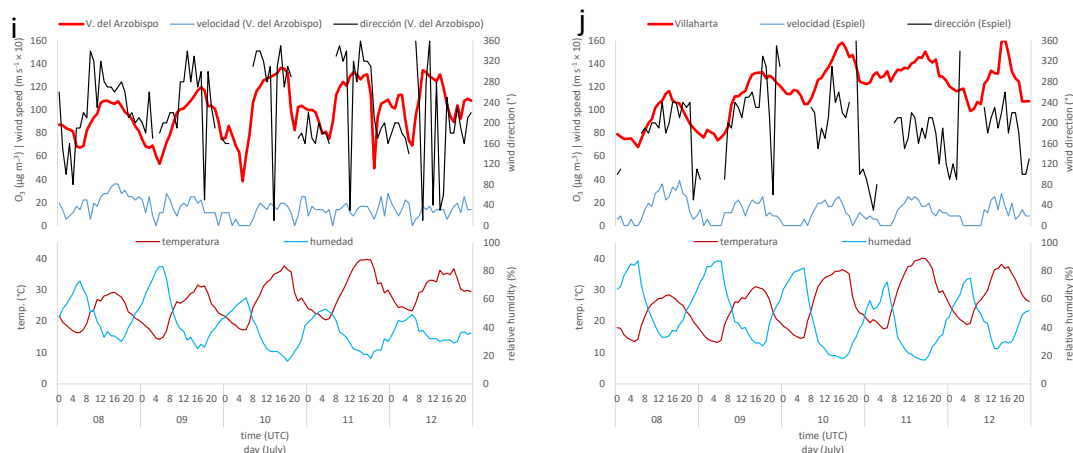 i
V. del Arzobispo velocidad (V. del Arzobispo) dirección (V. del Arzobispo)
O₃ (µg m⁻³) | wind speed (m s⁻¹ × 10)
160
140
120
100
80
60
40
20
0
360
320
280
240
200
160
120
80
40
0
wind direction (°)
temperatura humedad
temp. (°C)
40
30
20
10
0
100
80
60
40
20
0
relative humidity (%)
0 4 8 12 16 20 0 4 8 12 16 20 0 4 8 12 16 20 0 4 8 12 16 20 0 4 8 12 16 20
08 09 10 11 12
time (UTC)
day (July)
j
Villaharta velocidad (Espiel) dirección (Espiel)
O₃ (µg m⁻³) | wind speed (m s⁻¹ × 10)
160
140
120
100
80
60
40
20
0
360
320
280
240
200
160
120
80
40
0
wind direction (°)
temperatura humedad
temp. (°C)
40
30
20
10
0
100
80
60
40
20
0
relative humidity (%)
0 4 8 12 16 20 0 4 8 12 16 20 0 4 8 12 16 20 0 4 8 12 16 20 0 4 8 12 16 20
08 09 10 11 12
time (UTC)
day (July)